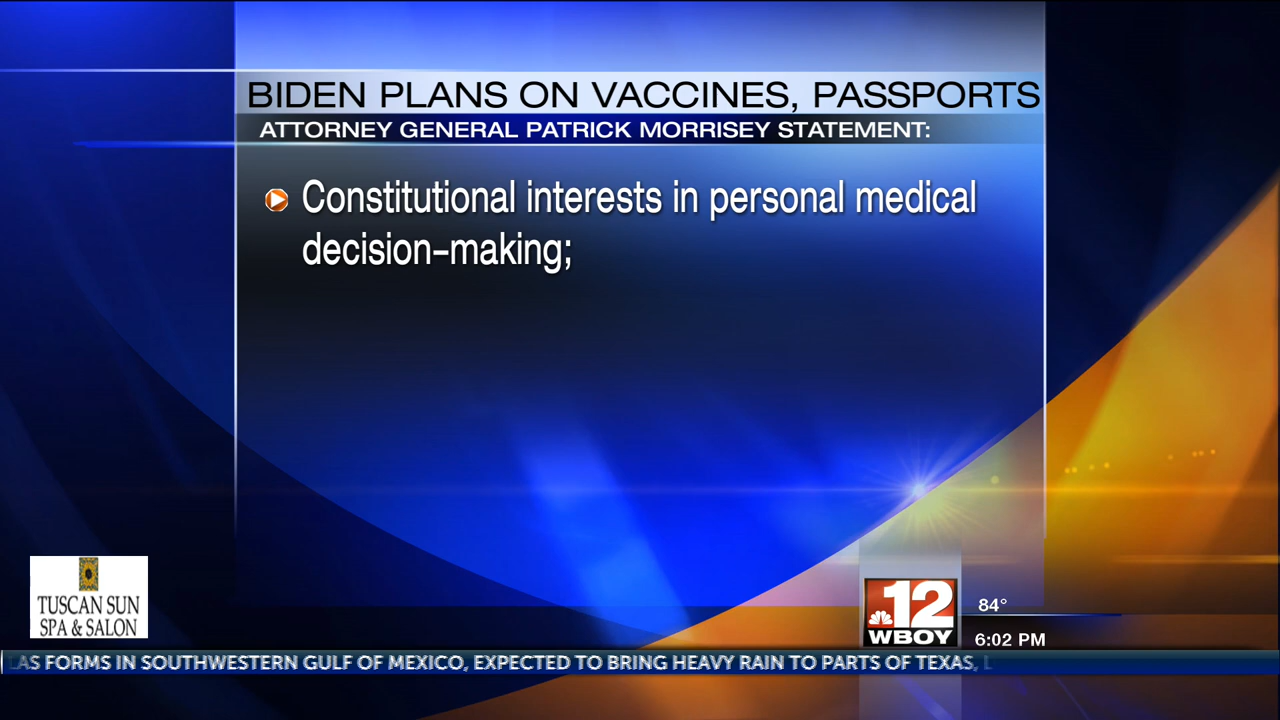 BIDEN PLANS ON VACCINES, PASSPORTS
ATTORNEY GENERAL PATRICK MORRISEY STATEMENT:
Constitutional interests in personal medical
decision-making;
TUSCAN SUN
SPA & SALON
12
WBOY
84°
6:02 PM
AS FORMS IN SOUTHWESTERN GULF OF MEXICO, EXPECTED TO BRING HEAVY RAIN TO PARTS OF TEXAS,